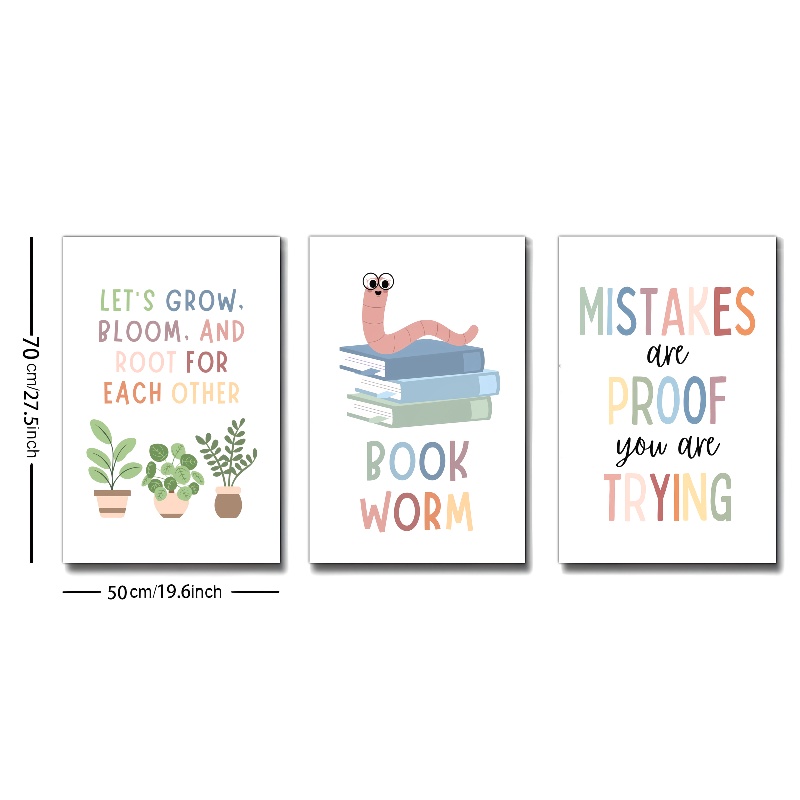 LET'S GROW,
BLOOM, AND
ROOT FOR
EACH OTHER
BOOK
WORM
MISTAKES
are
PROOF
you are
TRYING
70cm/27.5inch
50cm/19.6inch